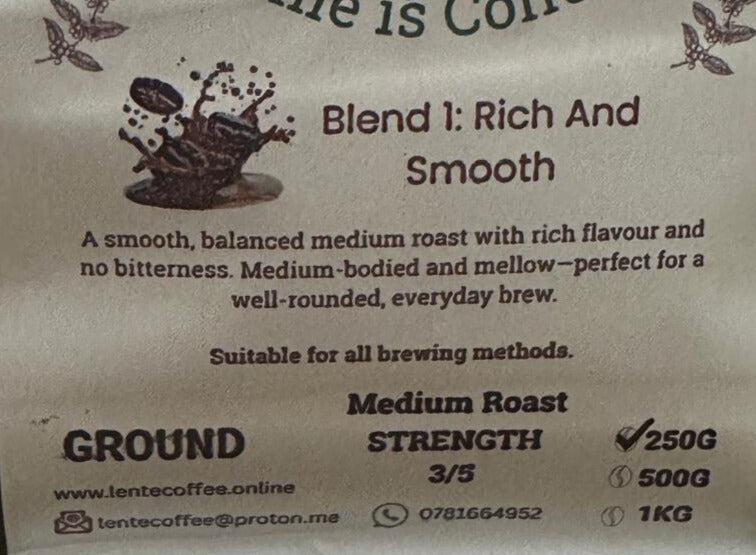 is
Blend 1: Rich And
Smooth
A smooth, balanced medium roast with rich flavour and
no bitterness. Medium-bodied and mellow—perfect for a
well-rounded, everyday brew.
Suitable for all brewing methods.
Medium Roast
GROUND
STRENGTH
3/5
250G
500G
1KG
www.lentecoffee.online
lentecoffee@proton.me
0781664952